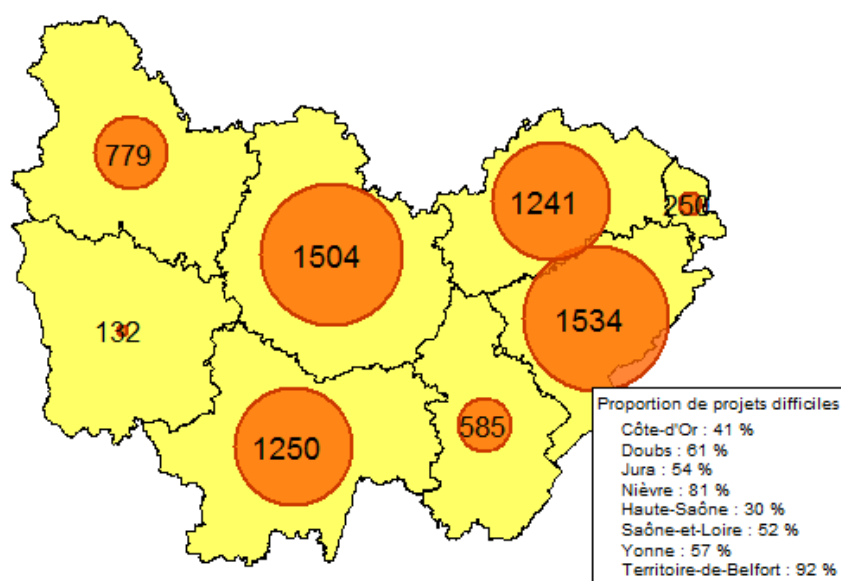 779
1241
250
1504
1534
132
585
1250
Proportion de projets difficiles
Côte-d'Or : 41 %
Doubs : 61 %
Jura : 54 %
Nièvre : 81 %
Haute-Saône : 30 %
Saône-et-Loire : 52 %
Yonne : 57 %
Territoire-de-Belfort : 92 %